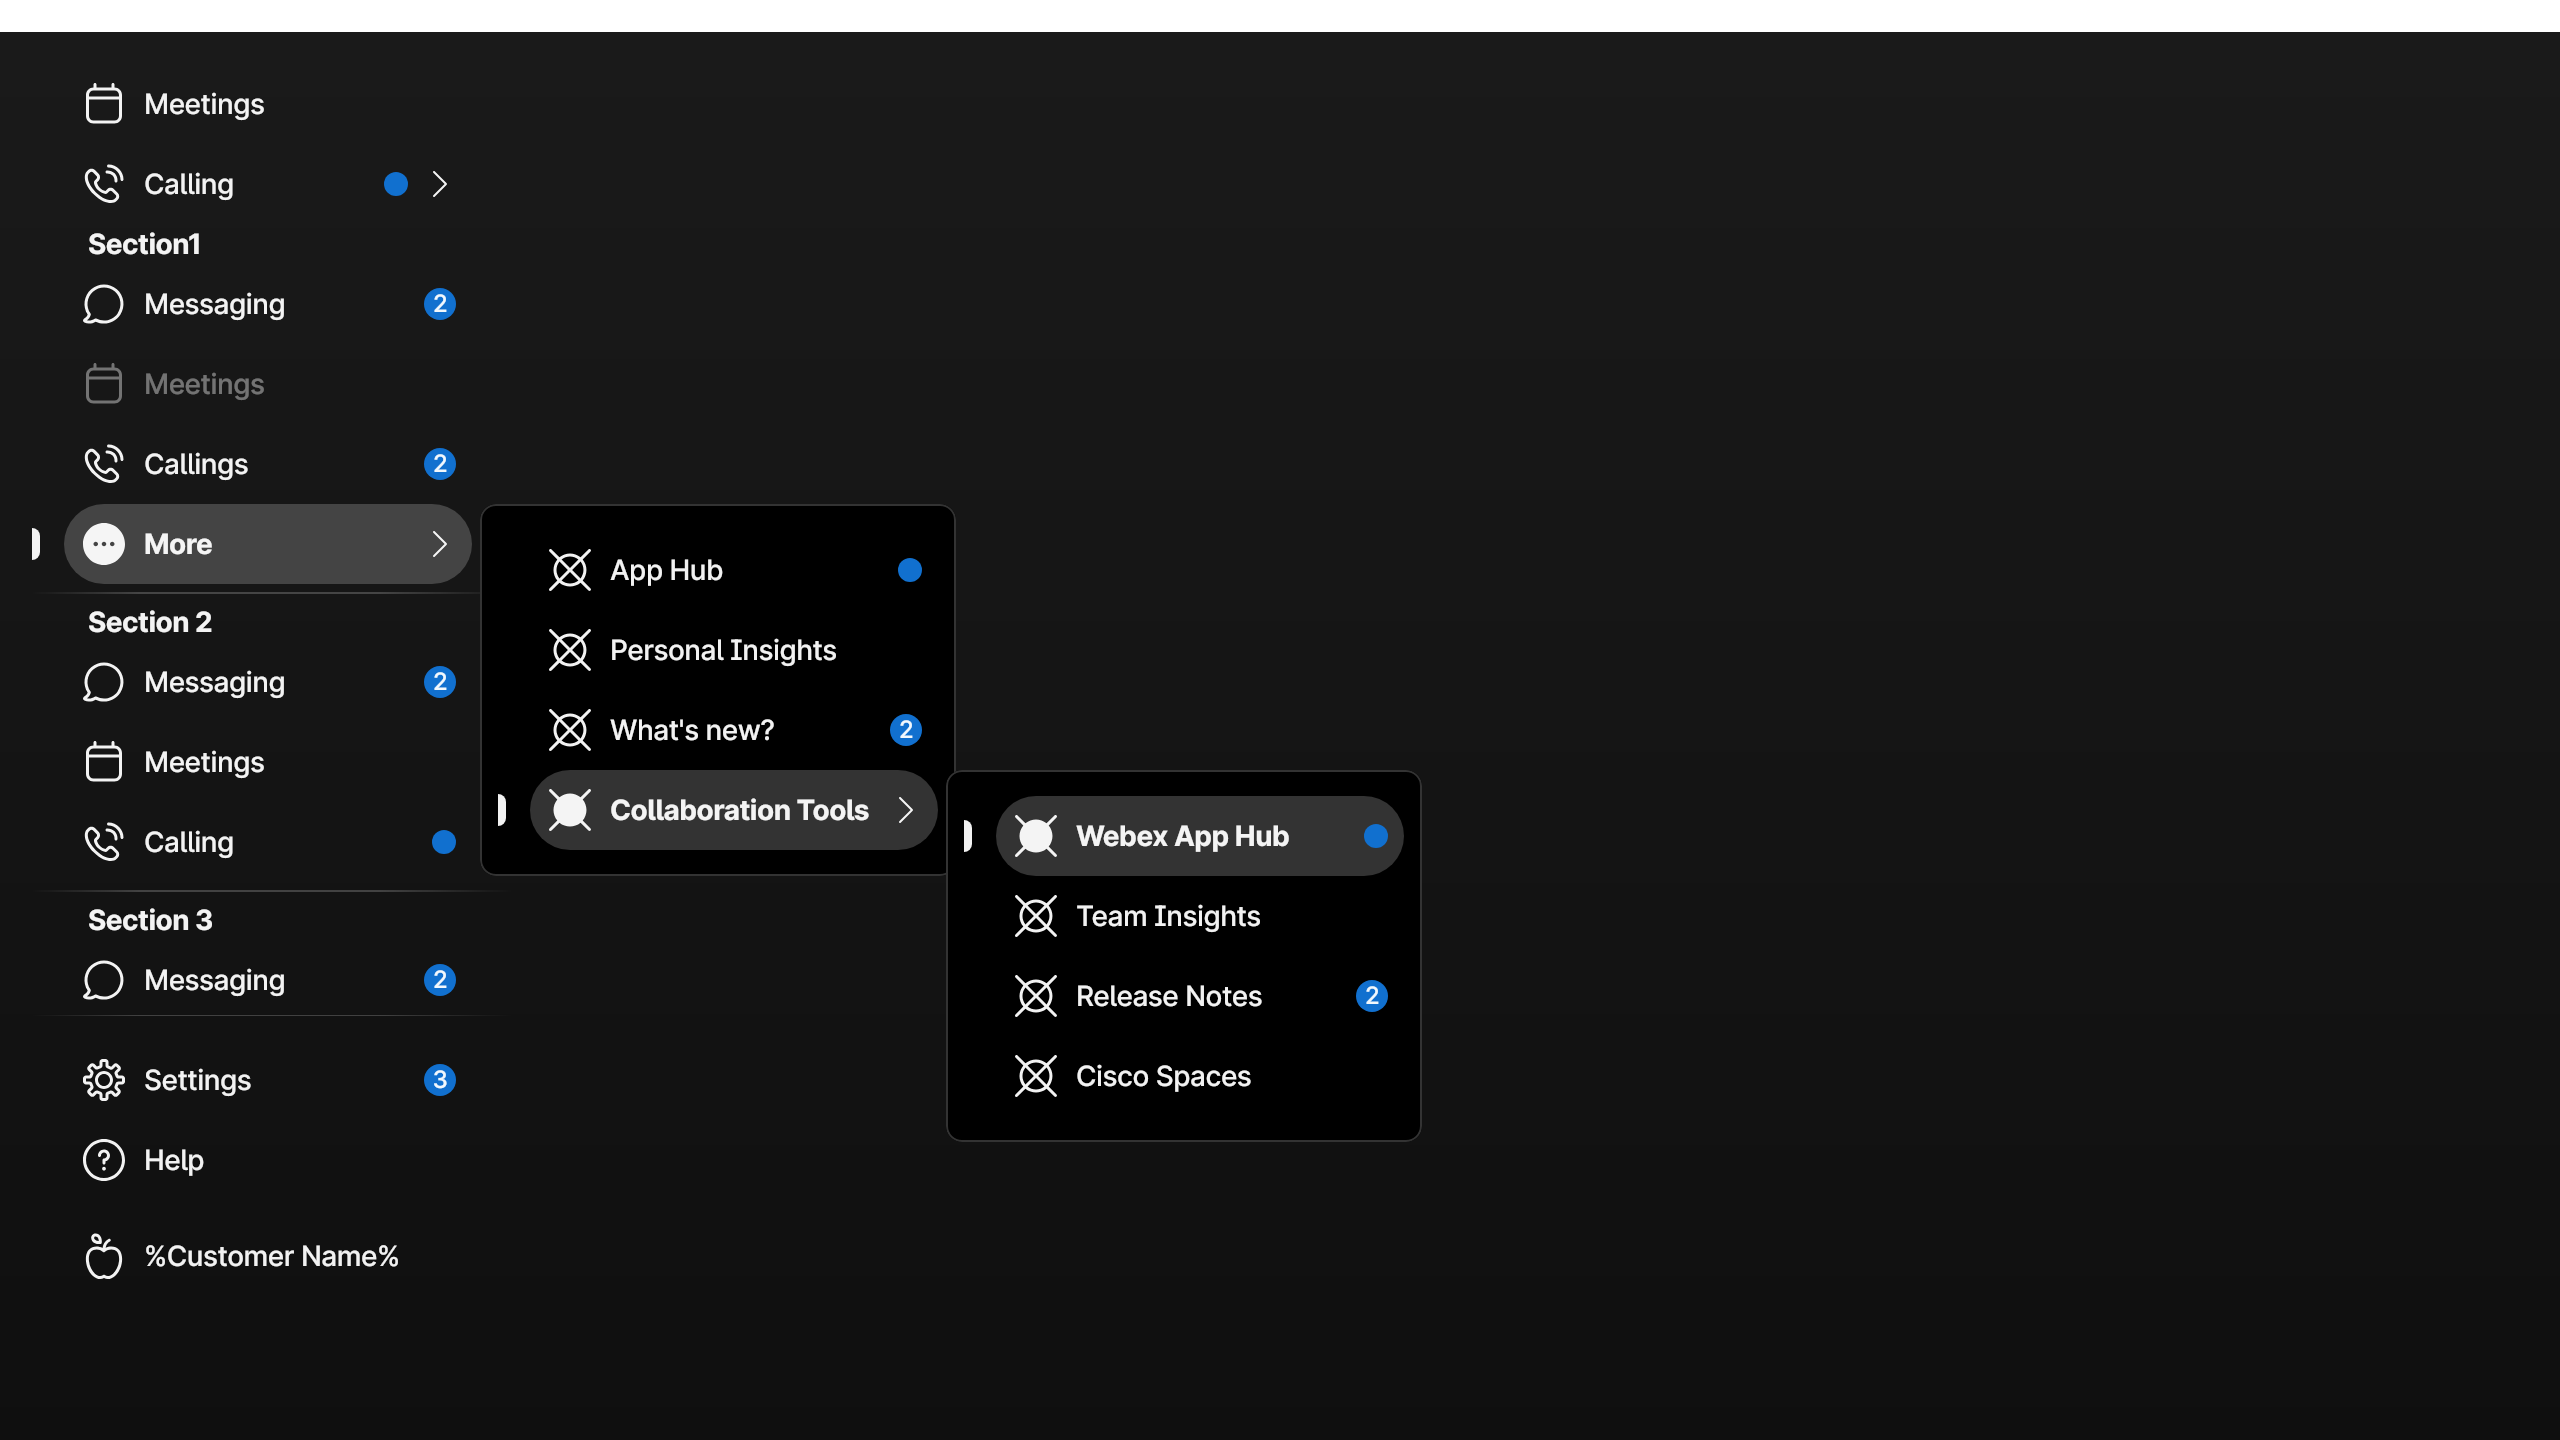 Meetings
Calling
Section1
Messaging 2
Meetings
Callings 2
More
Section 2
Messaging 2
Meetings
Calling
Section 3
Messaging 2
Settings 3
Help
%Customer Name%
App Hub
Personal Insights
What's new? 2
Collaboration Tools
Webex App Hub
Team Insights
Release Notes 2
Cisco Spaces